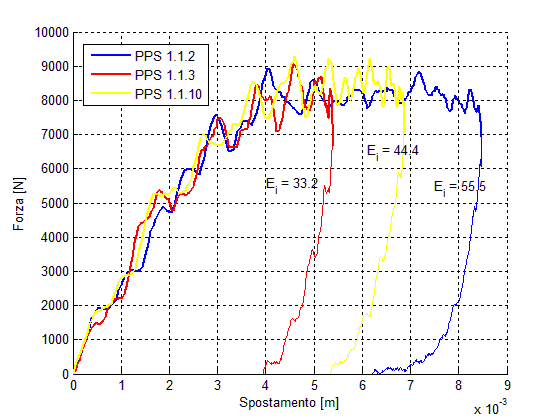 10000
9000
8000
7000
6000
5000
4000
3000
2000
1000
0
Forza [N]
PPS 1.1.2
PPS 1.1.3
PPS 1.1.10
Ei = 33.2
Ei = 44.4
Ei = 55.5
0 1 2 3 4 5 6 7 8 9
x 10-3
Spostamento [m]